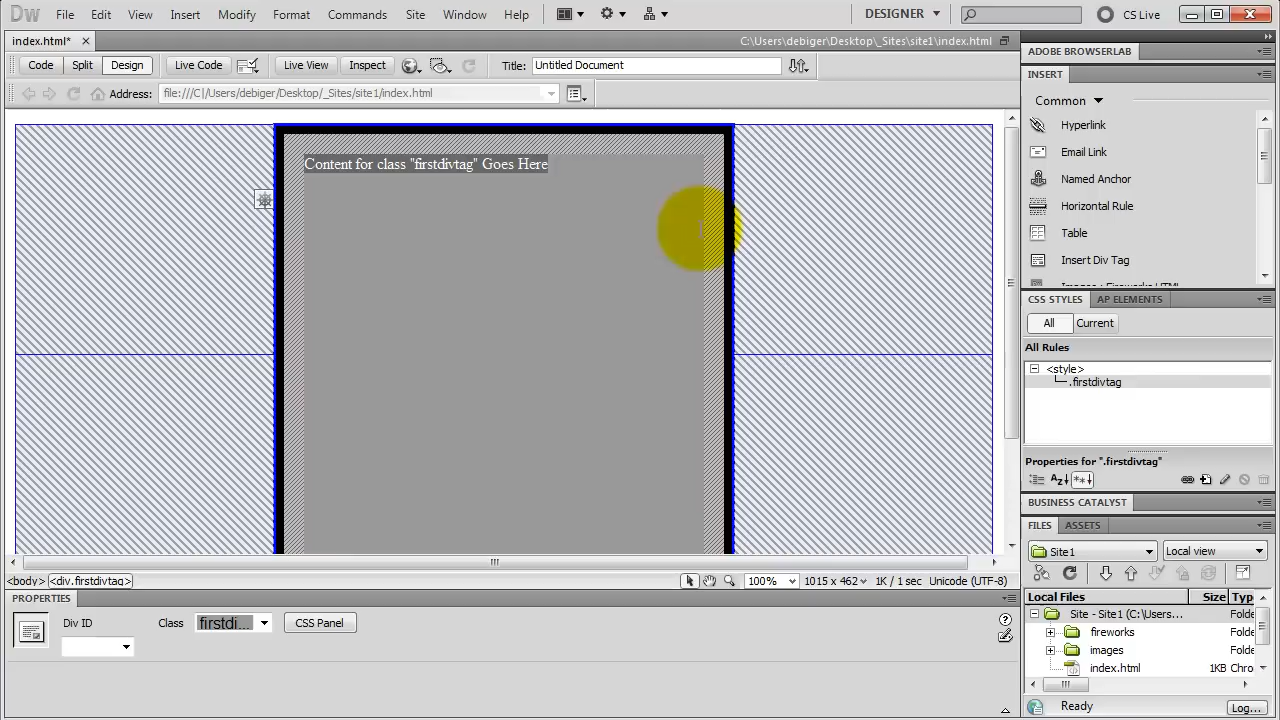 Dw File Edit View Insert Modify Format Commands Site Window Help DESIGNER CS Live
index.html* C:\Users\debiger\Desktop\_Sites\site1\index.html
Code Split Design Live Code Live View Inspect Title: Untitled Document
Address: file:///C|/Users/debiger/Desktop/_Sites/site1/index.html
Content for class "firstdivtag" Goes Here
<body> <div.firstdivtag> 100% 1015 x 462 1K / 1 sec Unicode (UTF-8)
PROPERTIES
Div ID Class firstdi... CSS Panel
ADOBE BROWSERLAB
INSERT
Common
Hyperlink
Email Link
Named Anchor
Horizontal Rule
Table
Insert Div Tag
CSS STYLES AP ELEMENTS
All Current
All Rules
<style>
.firstdivtag
Properties for ".firstdivtag"
BUSINESS CATALYST
FILES ASSETS
Site1 Local view
Local Files Size Typ
Site - Site1 (C:\Users... Folde
fireworks Folde
images Folde
index.html 1KB Chro
Ready Log...